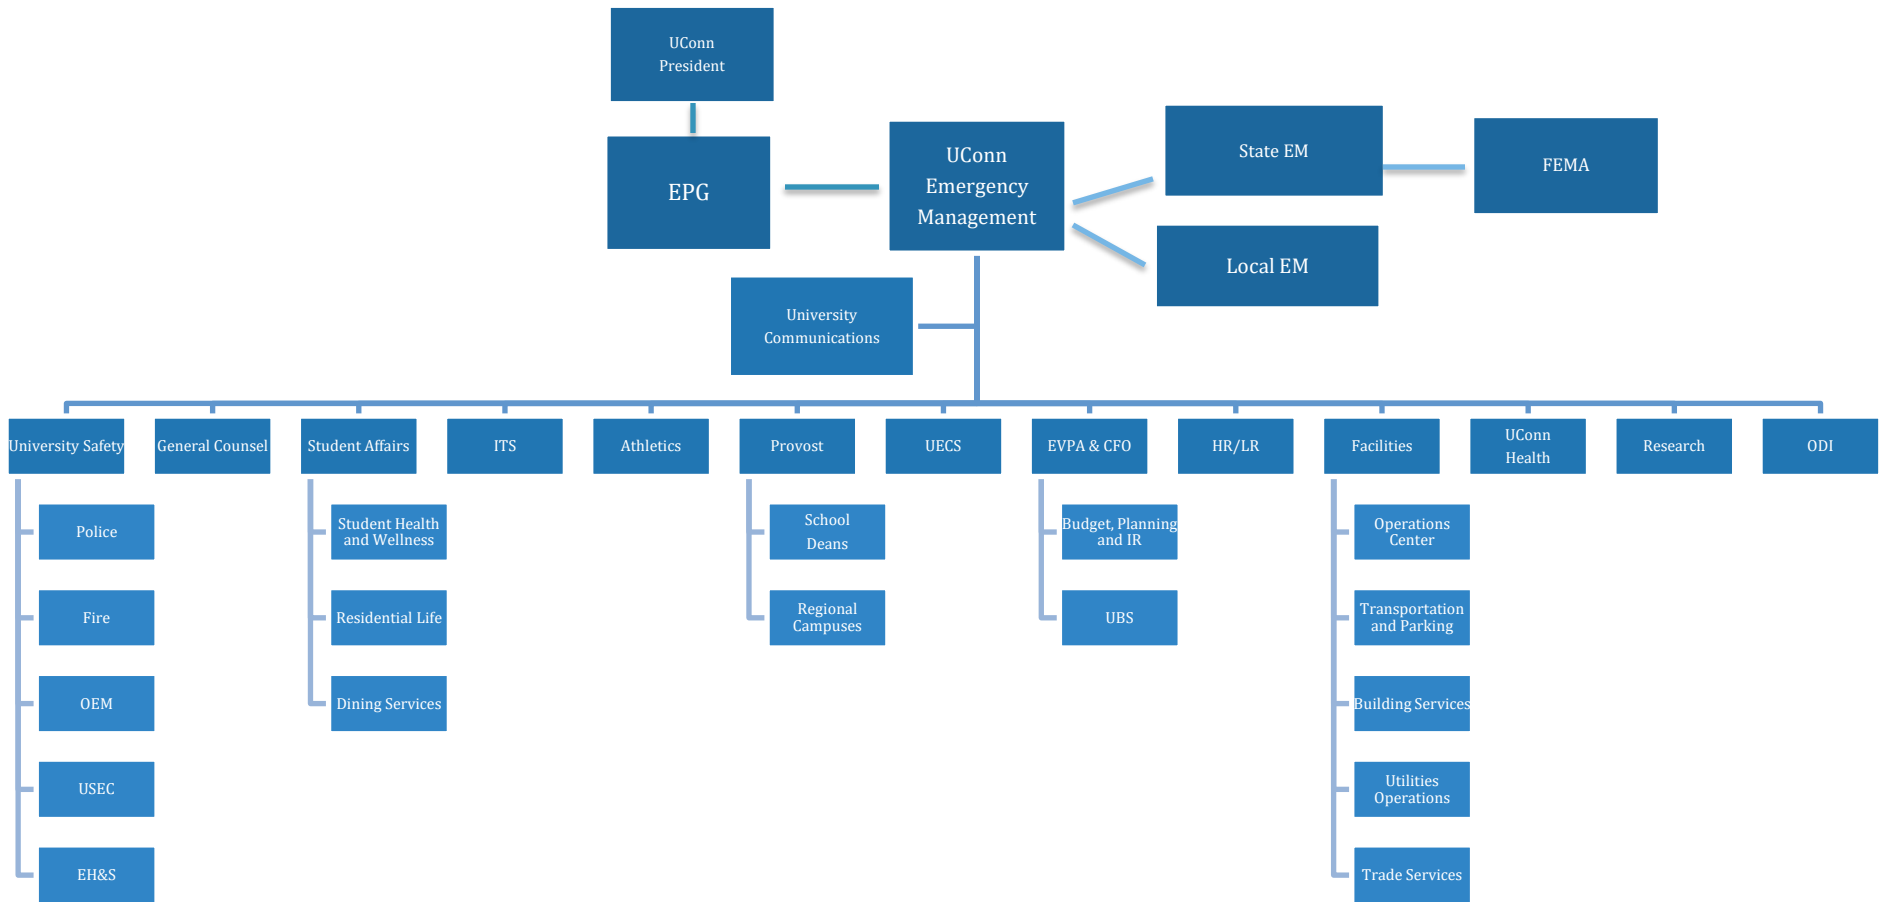 UConn
President
EPG
UConn
Emergency
Management
State EM
FEMA
Local EM
University
Communications
University Safety
General Counsel
Student Affairs
ITS
Athletics
Provost
UECS
EVPA & CFO
HR/LR
Facilities
UConn
Health
Research
ODI
Police
Fire
OEM
USEC
EH&S
Student Health
and Wellness
Residential Life
Dining Services
School
Deans
Regional
Campuses
Budget, Planning
and IR
UBS
Operations
Center
Transportation
and Parking
Building Services
Utilities
Operations
Trade Services